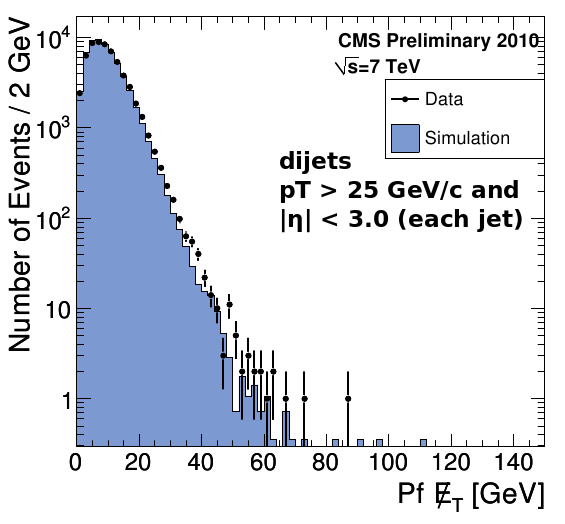 CMS Preliminary 2010
√s=7 TeV
Data
Simulation
dijets
pT > 25 GeV/c and
|η| < 3.0 (each jet)
Number of Events / 2 GeV
10⁴
10³
10²
10
1
0 20 40 60 80 100 120 140
Pf E̸_T [GeV]